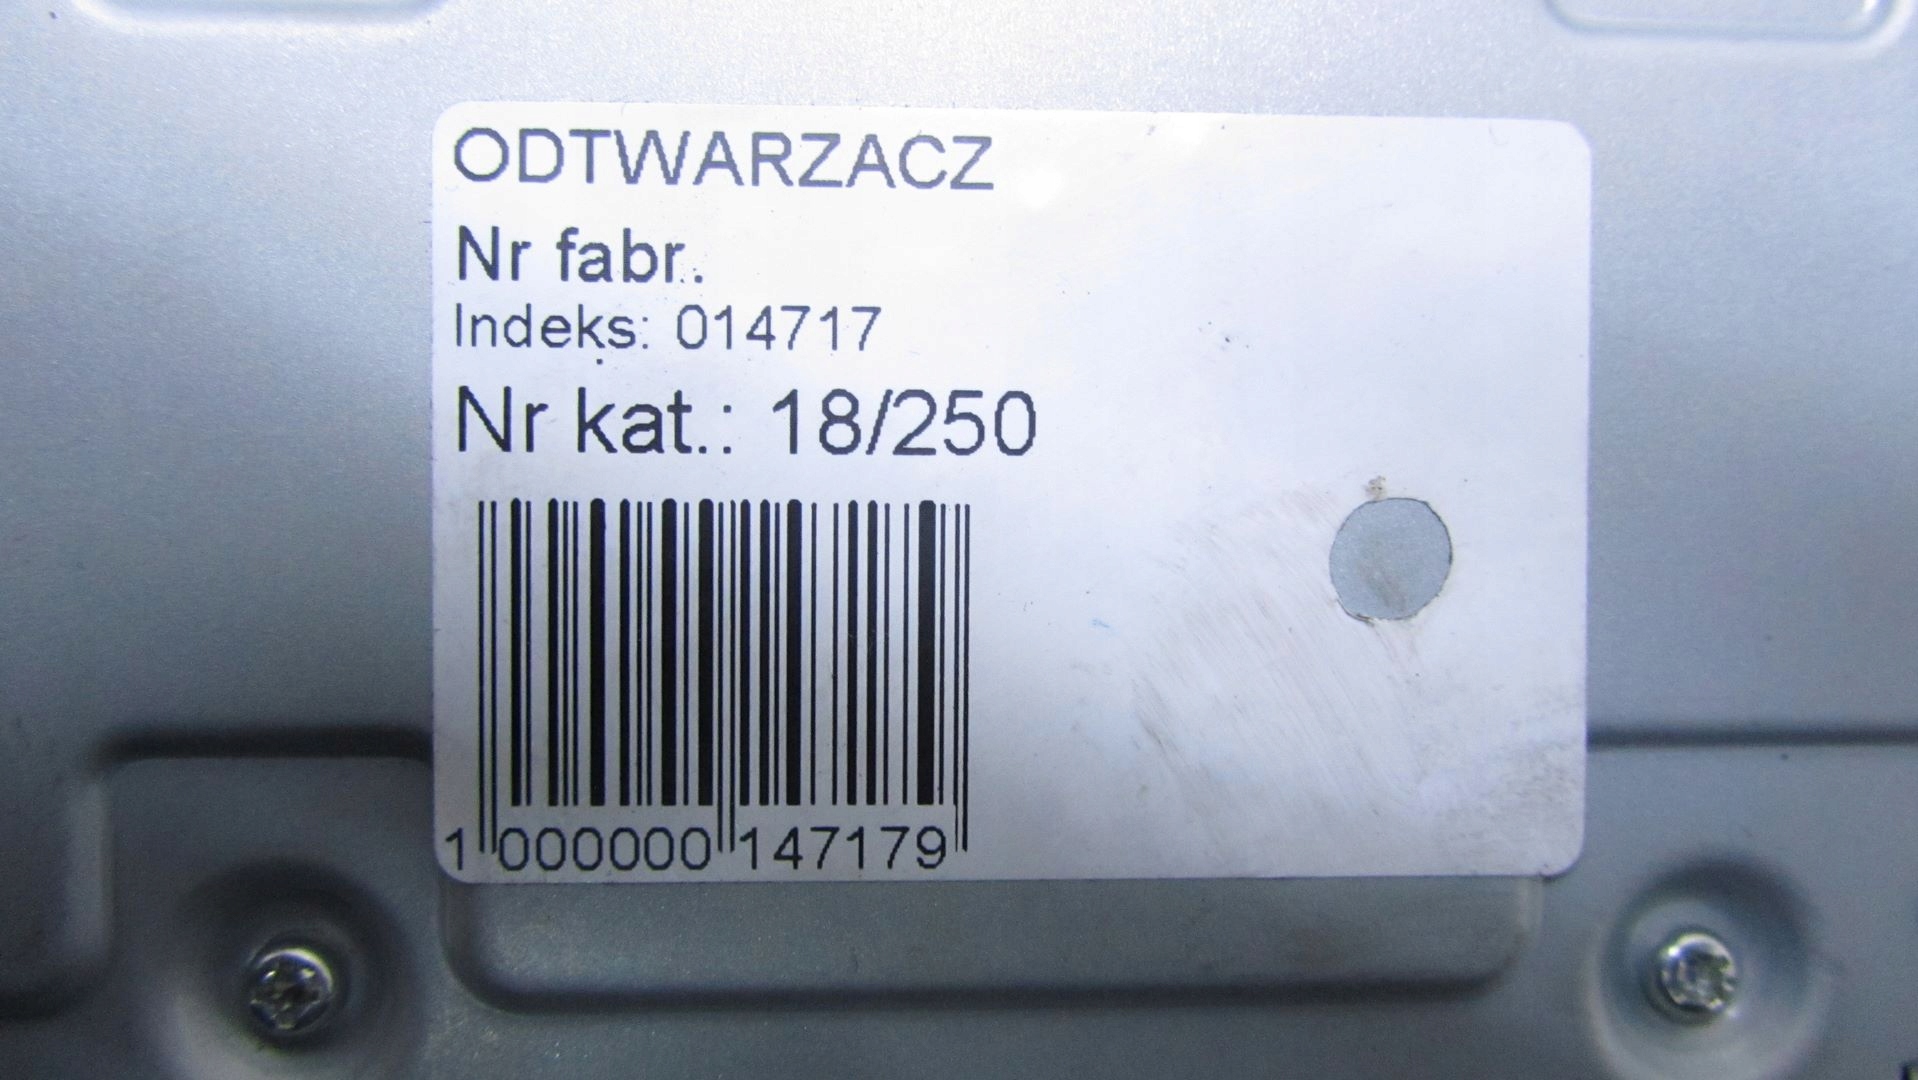 ODTWARZACZ
Nr fabr.
Indeks: 014717
Nr kat.: 18/250
1 000000 147179